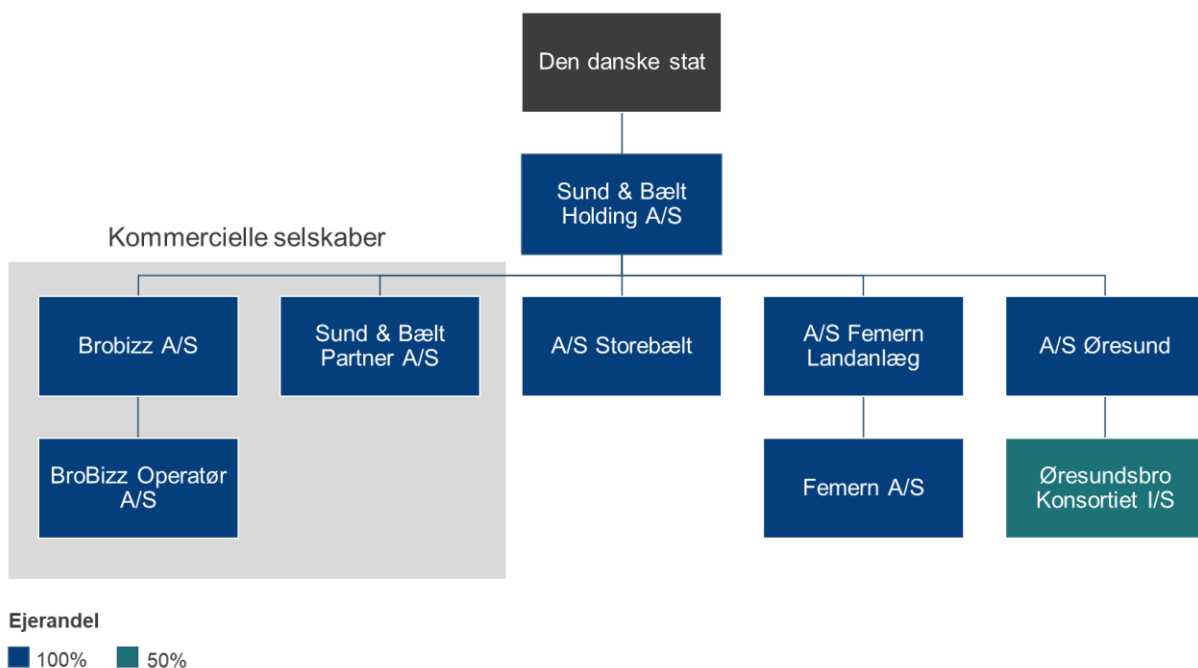 Den danske stat
Sund & Bælt
Holding A/S
Kommercielle selskaber
Brobizz A/S
Sund & Bælt
Partner A/S
A/S Storebælt
A/S Femern
Landanlæg
A/S Øresund
BroBizz Operatør
A/S
Femern A/S
Øresundsbro
Konsortiet I/S
Ejerandel
100%
50%